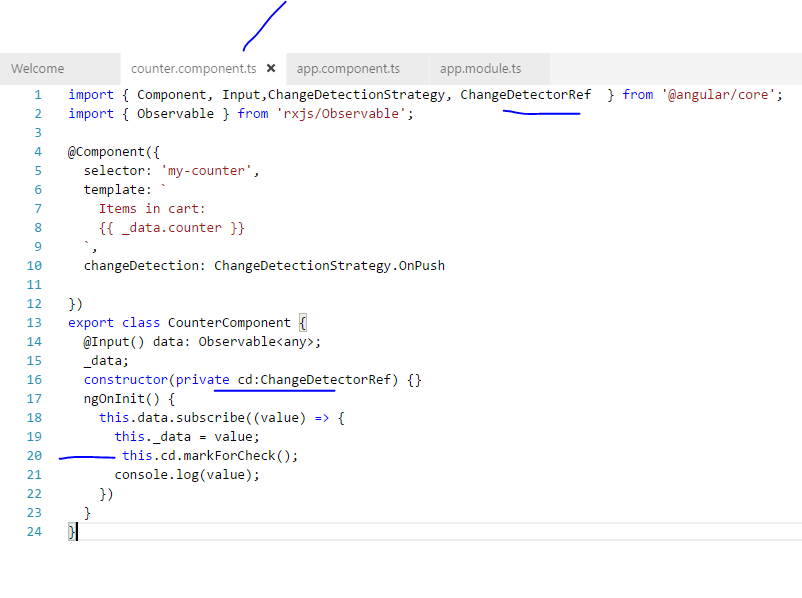 Welcome counter.component.ts × app.component.ts app.module.ts
1 import { Component, Input,ChangeDetectionStrategy, ChangeDetectorRef  } from '@angular/core';
2 import { Observable } from 'rxjs/Observable';
3
4 @Component({
5   selector: 'my-counter',
6   template: `
7     Items in cart:
8     {{ _data.counter }}
9   `,
10   changeDetection: ChangeDetectionStrategy.OnPush
11
12 })
13 export class CounterComponent {
14   @Input() data: Observable<any>;
15   _data;
16   constructor(private cd:ChangeDetectorRef) {}
17   ngOnInit() {
18     this.data.subscribe((value) => {
19       this._data = value;
20        this.cd.markForCheck();
21       console.log(value);
22     })
23   }
24 }